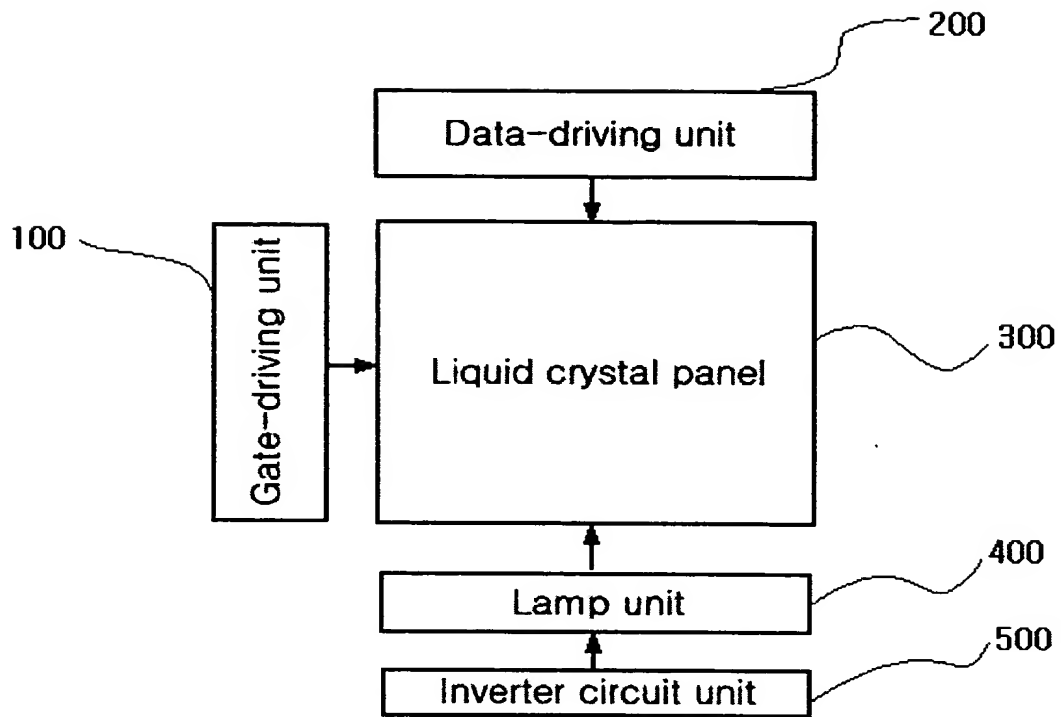 200
Data-driving unit
100
Gate-driving unit
Liquid crystal panel
300
400
Lamp unit
500
Inverter circuit unit